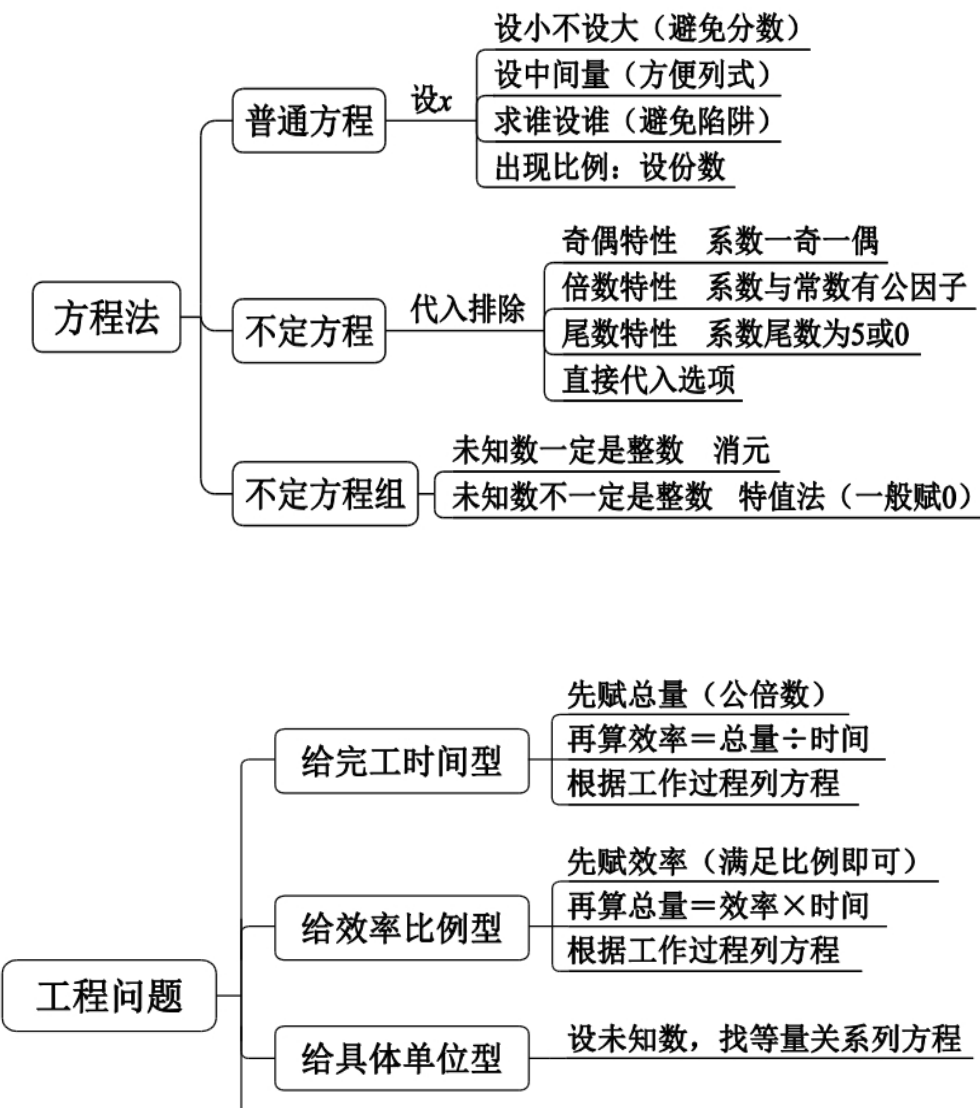 方程法
普通方程
设x
设小不设大（避免分数）
设中间量（方便列式）
求谁设谁（避免陷阱）
出现比例：设份数
不定方程
代入排除
奇偶特性 系数一奇一偶
倍数特性 系数与常数有公因子
尾数特性 系数尾数为5或0
直接代入选项
不定方程组
未知数一定是整数 消元
未知数不一定是整数 特值法（一般赋0）
工程问题
给完工时间型
先赋总量（公倍数）
再算效率＝总量÷时间
根据工作过程列方程
给效率比例型
先赋效率（满足比例即可）
再算总量＝效率×时间
根据工作过程列方程
给具体单位型
设未知数，找等量关系列方程